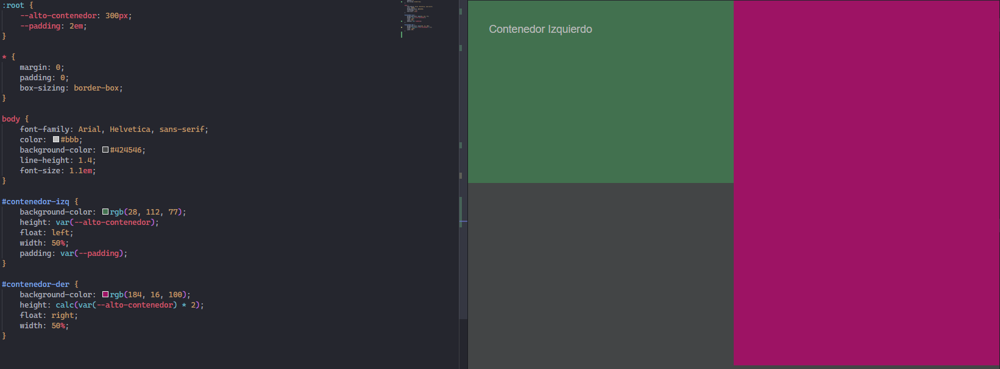 :root {
--alto-contenedor: 300px;
--padding: 2em;
}
* {
margin: 0;
padding: 0;
box-sizing: border-box;
}
body {
font-family: Arial, Helvetica, sans-serif;
color: #bbb;
background-color: #424546;
line-height: 1.4;
font-size: 1.1em;
}
#contenedor-izq {
background-color: rgb(28, 112, 77);
height: var(--alto-contenedor);
float: left;
width: 50%;
padding: var(--padding);
}
#contenedor-der {
background-color: rgb(184, 16, 100);
height: calc(var(--alto-contenedor) * 2);
float: right;
width: 50%;
}
Contenedor Izquierdo